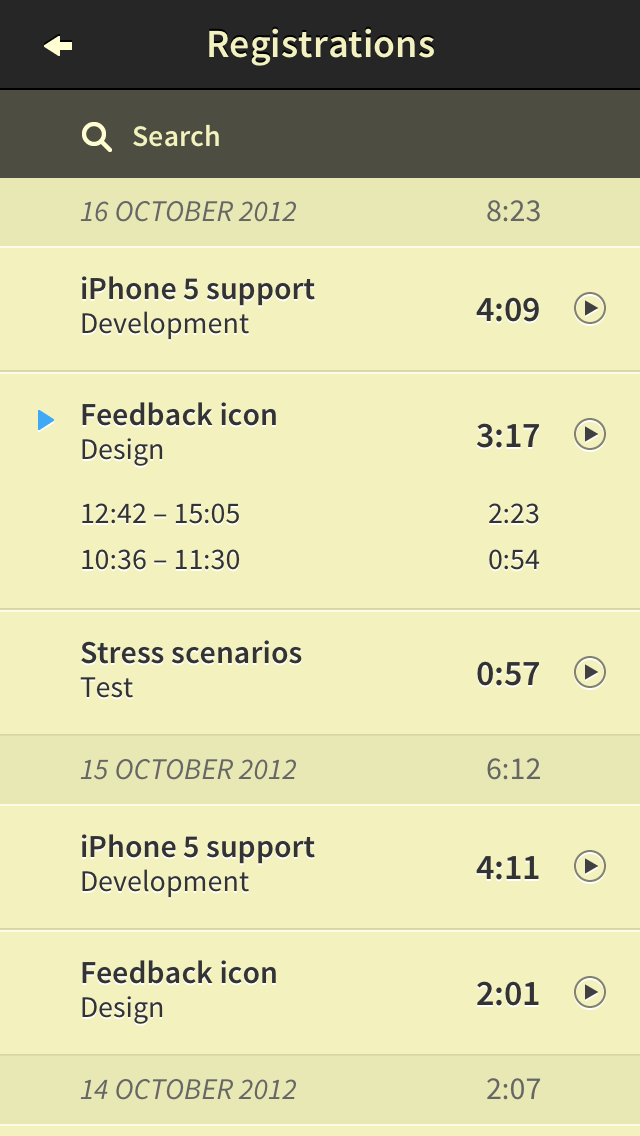 Registrations
Search
16 OCTOBER 2012 8:23
iPhone 5 support
Development
4:09
Feedback icon
Design
3:17
12:42 – 15:05 2:23
10:36 – 11:30 0:54
Stress scenarios
Test
0:57
15 OCTOBER 2012 6:12
iPhone 5 support
Development
4:11
Feedback icon
Design
2:01
14 OCTOBER 2012 2:07